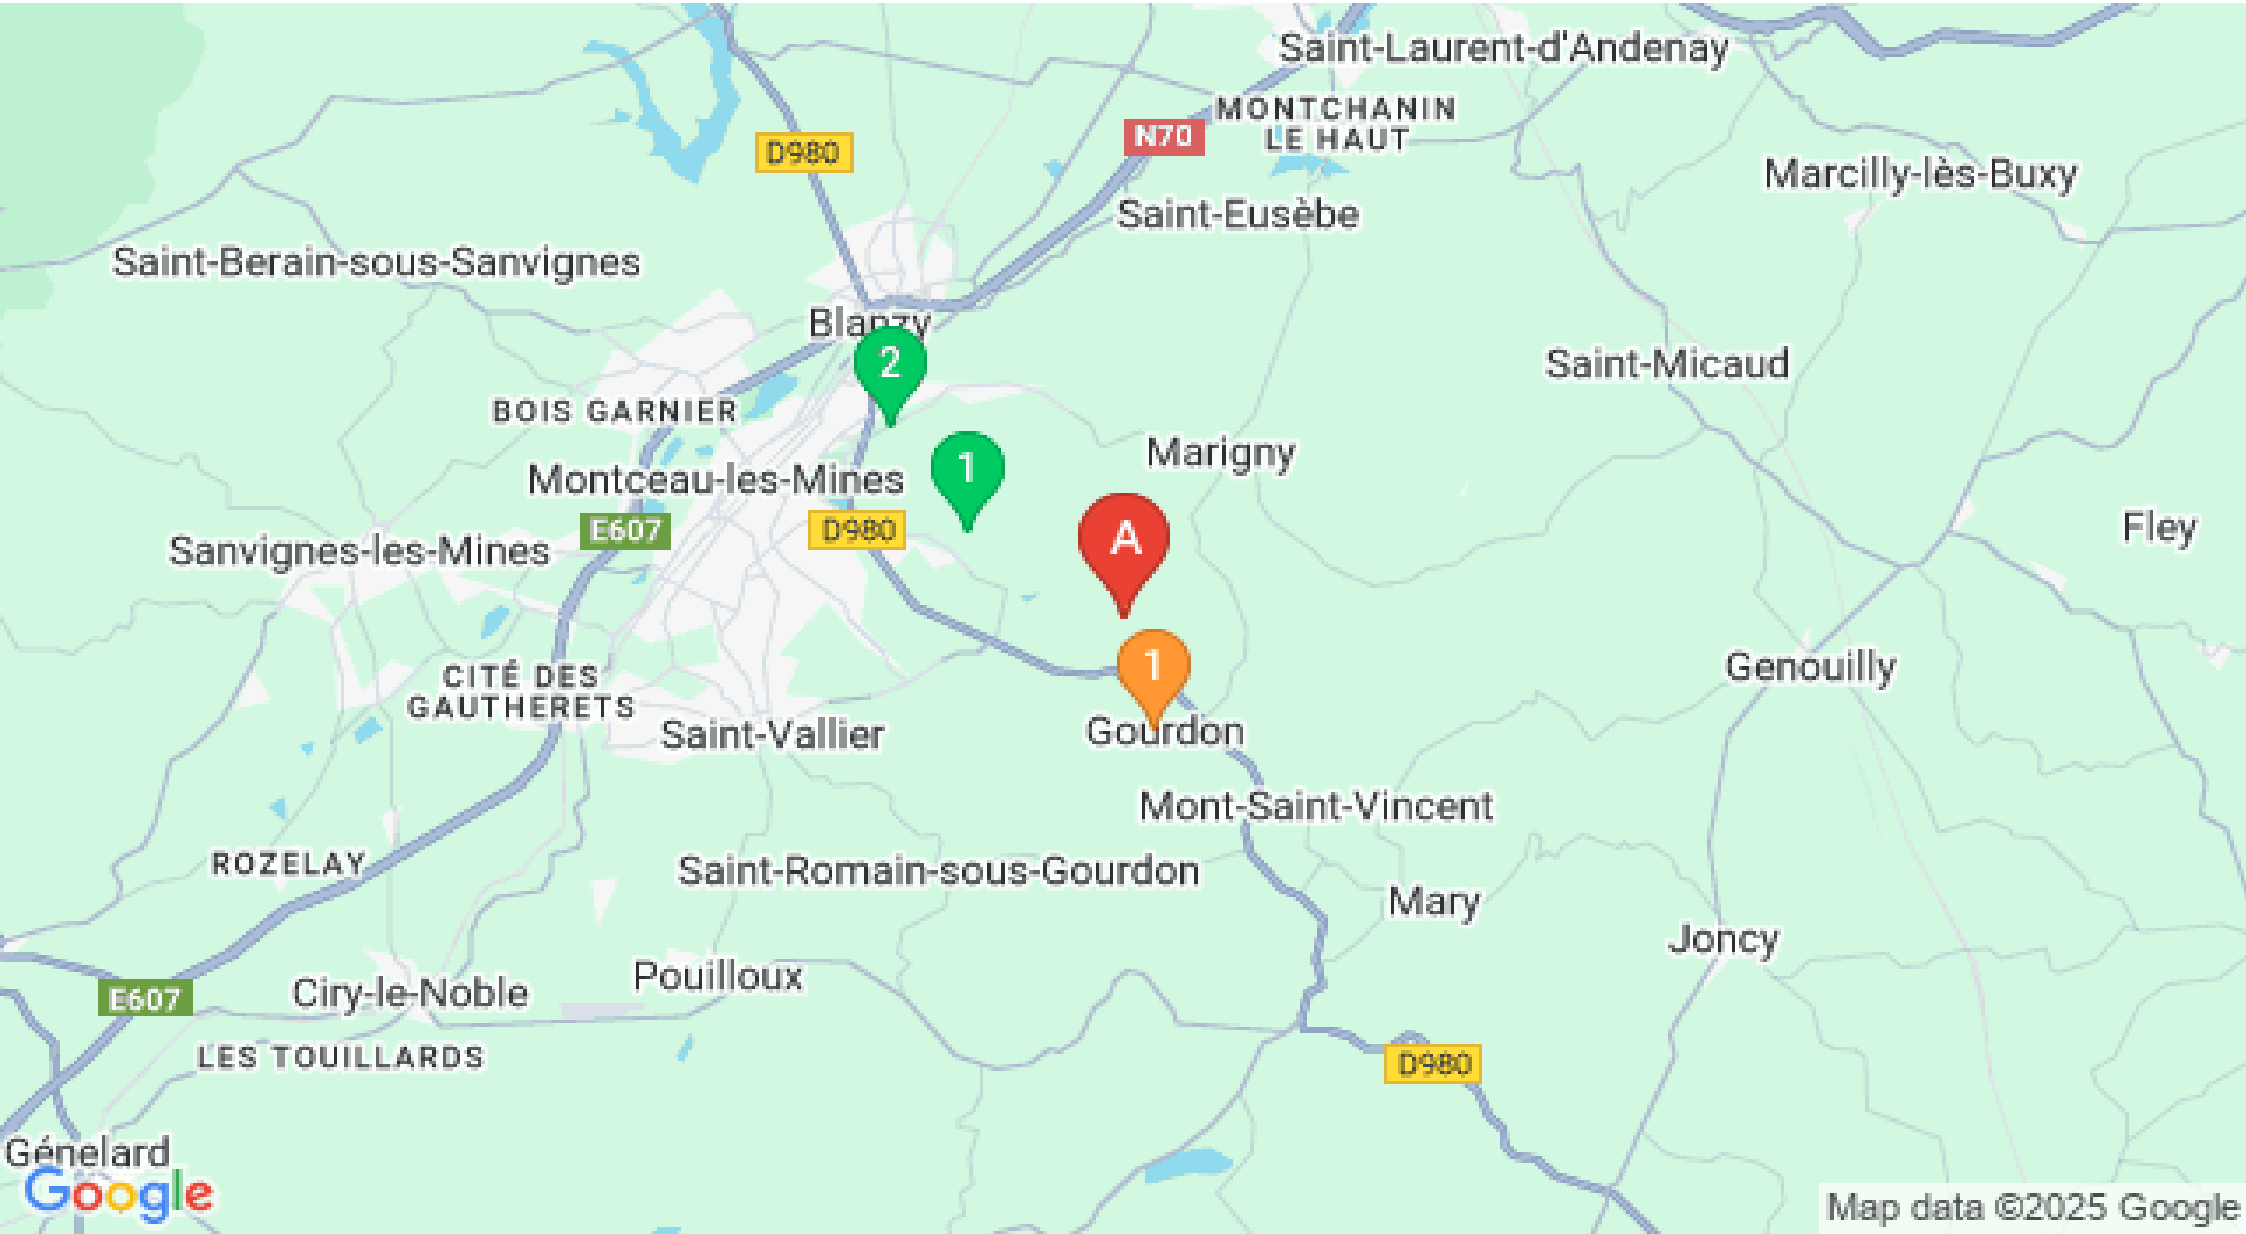 Saint-Laurent-d'Andenay
MONTCHANIN
LE HAUT
N70
D980
Marcilly-lès-Buxy
Saint-Eusèbe
Saint-Berain-sous-Sanvignes
Blanzy
2
Saint-Micaud
BOIS GARNIER
Marigny
1
Montceau-les-Mines
E607
D980
A
Fley
Sanvignes-les-Mines
1
Genouilly
CITÉ DES
GAUTHERETS
Saint-Vallier
Gourdon
Mont-Saint-Vincent
ROZELAY
Saint-Romain-sous-Gourdon
Mary
Joncy
Pouilloux
Ciry-le-Noble
E607
LES TOUILLARDS
D980
Génelard
Google
Map data ©2025 Google